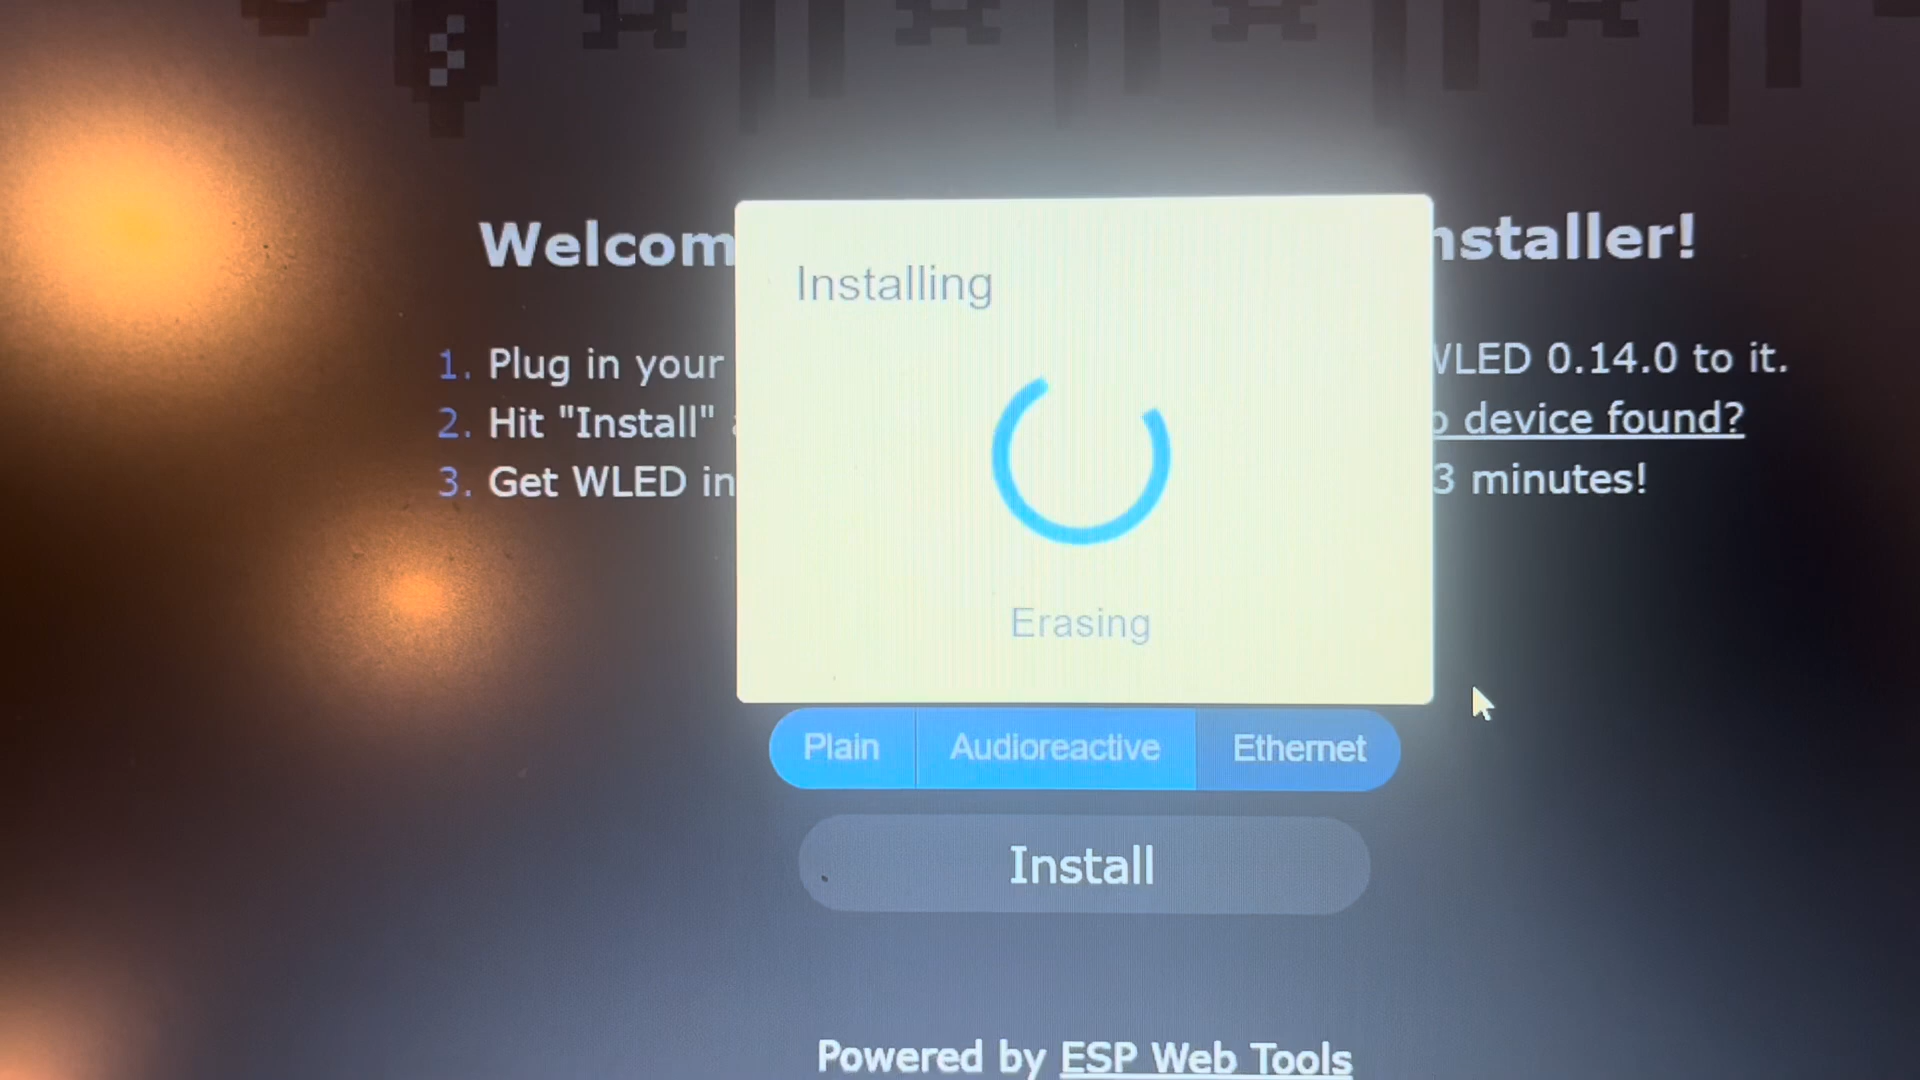 Welcom nstaller!
Installing
1. Plug in your WLED 0.14.0 to it.
2. Hit "Install" device found?
3. Get WLED in 3 minutes!
Erasing
Plain Audioreactive Ethernet
Install
Powered by ESP Web Tools